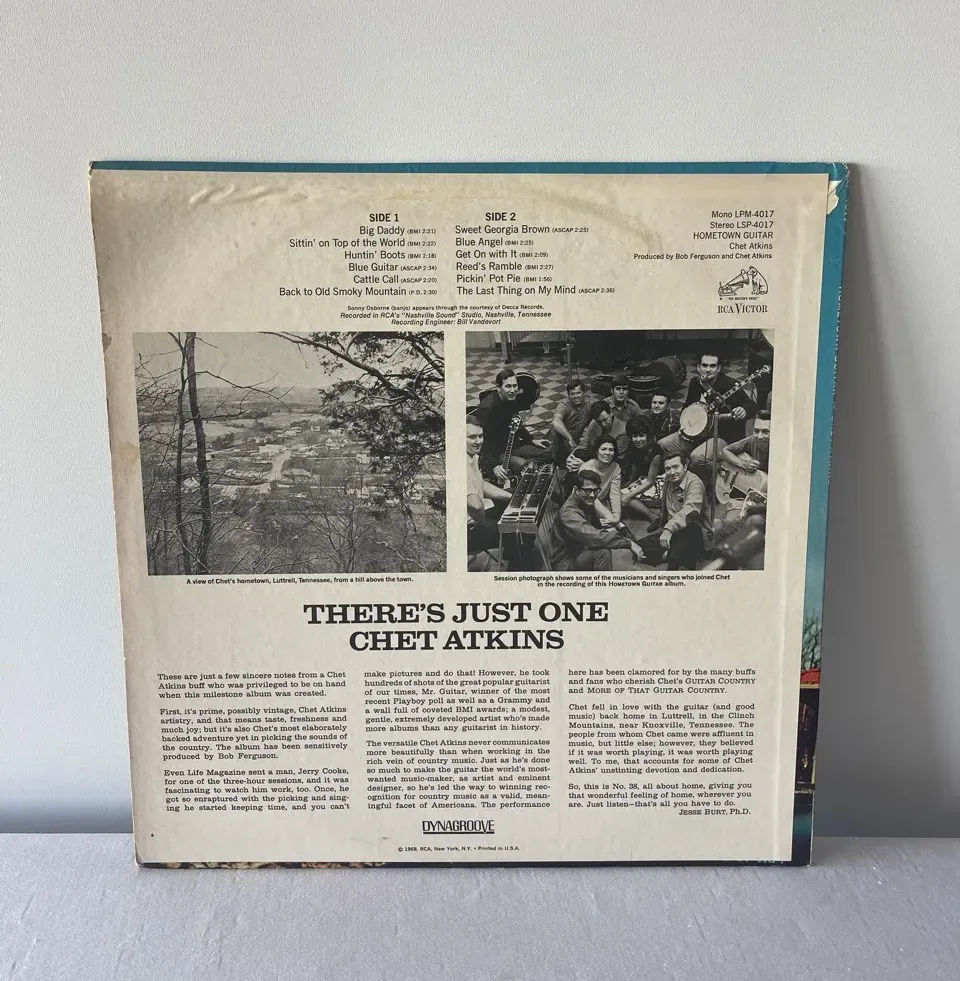 SIDE 1
Big Daddy (BMI 2:21)
Sittin' on Top of the World (BMI 2:22)
Huntin' Boots (BMI 2:18)
Blue Guitar (ASCAP 2:34)
Cattle Call (ASCAP 2:20)
Back to Old Smoky Mountain (P.D. 2:30)
SIDE 2
Sweet Georgia Brown (ASCAP 2:25)
Blue Angel (BMI 2:25)
Get On with It (BMI 2:09)
Reed's Ramble (BMI 2:27)
Pickin' Pot Pie (BMI 1:56)
The Last Thing on My Mind (ASCAP 2:36)
Mono LPM-4017
Stereo LSP-4017
HOMETOWN GUITAR
Chet Atkins
Produced by Bob Ferguson and Chet Atkins
"HIS MASTER'S VOICE"
RCA VICTOR
Sonny Osborne (banjo) appears through the courtesy of Decca Records.
Recorded in RCA's "Nashville Sound" Studio, Nashville, Tennessee
Recording Engineer: Bill Vandevort
A view of Chet's hometown, Luttrell, Tennessee, from a hill above the town.
Session photograph shows some of the musicians and singers who joined Chet
in the recording of this HOMETOWN GUITAR album.
THERE'S JUST ONE
CHET ATKINS
These are just a few sincere notes from a Chet
Atkins buff who was privileged to be on hand
when this milestone album was created.
First, it's prime, possibly vintage, Chet Atkins
artistry, and that means taste, freshness and
much joy; but it's also Chet's most elaborately
backed adventure yet in picking the sounds of
the country. The album has been sensitively
produced by Bob Ferguson.
Even Life Magazine sent a man, Jerry Cooke,
for one of the three-hour sessions, and it was
fascinating to watch him work, too. Once, he
got so enraptured with the picking and sing-
ing he started keeping time, and you can't
make pictures and do that! However, he took
hundreds of shots of the great popular guitarist
of our times, Mr. Guitar, winner of the most
recent Playboy poll as well as a Grammy and
a wall full of coveted BMI awards; a modest,
gentle, extremely developed artist who's made
more albums than any guitarist in history.
The versatile Chet Atkins never communicates
more beautifully than when working in the
rich vein of country music. Just as he's done
so much to make the guitar the world's most-
wanted music-maker, as artist and eminent
designer, so he's led the way to winning rec-
ognition for country music as a valid, mean-
ingful facet of Americana. The performance
here has been clamored for by the many buffs
and fans who cherish Chet's GUITAR COUNTRY
and MORE OF THAT GUITAR COUNTRY.
Chet fell in love with the guitar (and good
music) back home in Luttrell, in the Clinch
Mountains, near Knoxville, Tennessee. The
people from whom Chet came were affluent in
music, but little else; however, they believed
if it was worth playing, it was worth playing
well. To me, that accounts for some of Chet
Atkins' unstinting devotion and dedication.
So, this is No. 38, all about home, giving you
that wonderful feeling of home, wherever you
are. Just listen—that's all you have to do.
JESSE BURT, Ph.D.
DYNAGROOVE
© 1968, RCA, New York, N.Y. • Printed in U.S.A.